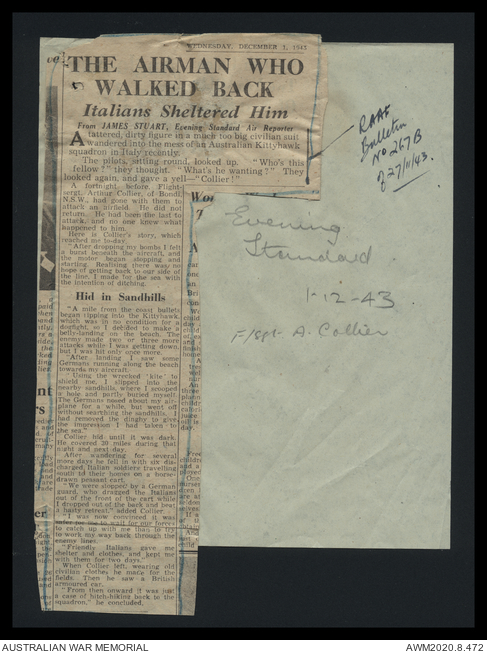 WEDNESDAY, DECEMBER 1, 1943
THE AIRMAN WHO
WALKED BACK
Italians Sheltered Him
From JAMES STUART, Evening Standard Air Reporter
A tattered, dirty figure in a much too big civilian suit
wandered into the mess of an Australian Kittyhawk
squadron in Italy recently.
The pilots, sitting round, looked up. "Who's this
fellow?" they thought. "What's he wanting?" They
looked again, and gave a yell—"Collier!"
A fortnight before, Flight-
sergt. Arthur Collier, of Bondi,
N.S.W., had gone with them to
attack an airfield. He did not
return. He had been the last to
attack, and no one knew what
happened to him.
Here is Collier's story, which
reached me to-day.
"After dropping my bombs I felt
a burst beneath the aircraft, and
the motor began stopping and
starting. Realising there was no
hope of getting back to our side of
the line, I made for the sea with
the intention of ditching.
Hid in Sandhills
"A mile from the coast bullets
began ripping into the Kittyhawk,
which was in no condition for a
dogfight, so I decided to make a
belly-landing on the beach. The
enemy made two or three more
attacks while I was getting down,
but I was hit only once more.
"After landing I saw some
Germans running along the beach
towards my aircraft.
"Using the wrecked 'kite' to
shield me, I slipped into the
nearby sandhills, where I scooped
a hole and partly buried myself.
The Germans nosed about my air-
plane for a while, but went off
without searching the sandhills. I
had removed the dinghy to give
the impression I had taken to
the sea."
Collier hid until it was dark.
He covered 20 miles during that
night and next day.
After wandering for several
more days he fell in with six dis-
charged Italian soldiers travelling
south to their homes on a horse-
drawn peasant cart.
"We were stopped by a German
guard, who dragged the Italians
out of the front of the cart while
I dropped out of the back and beat
a hasty retreat," added Collier.
"I was now convinced it was
safer for me to wait for our forces
to catch up with me than to try
to work my way back through the
enemy lines.
"Friendly Italians gave me
shelter and clothes, and kept me
with them for two days."
When Collier left, wearing old
civilian clothes, he made for the
fields. Then he saw a British
armoured car.
"From then onward it was just
a case of hitch-hiking back to the
squadron," he concluded.
RAAF
Bulletin
No 267B
of 27/11/43.
Evening
Standard
1-12-43
F/Sgt A. Collier
AUSTRALIAN WAR MEMORIAL
AWM2020.8.472